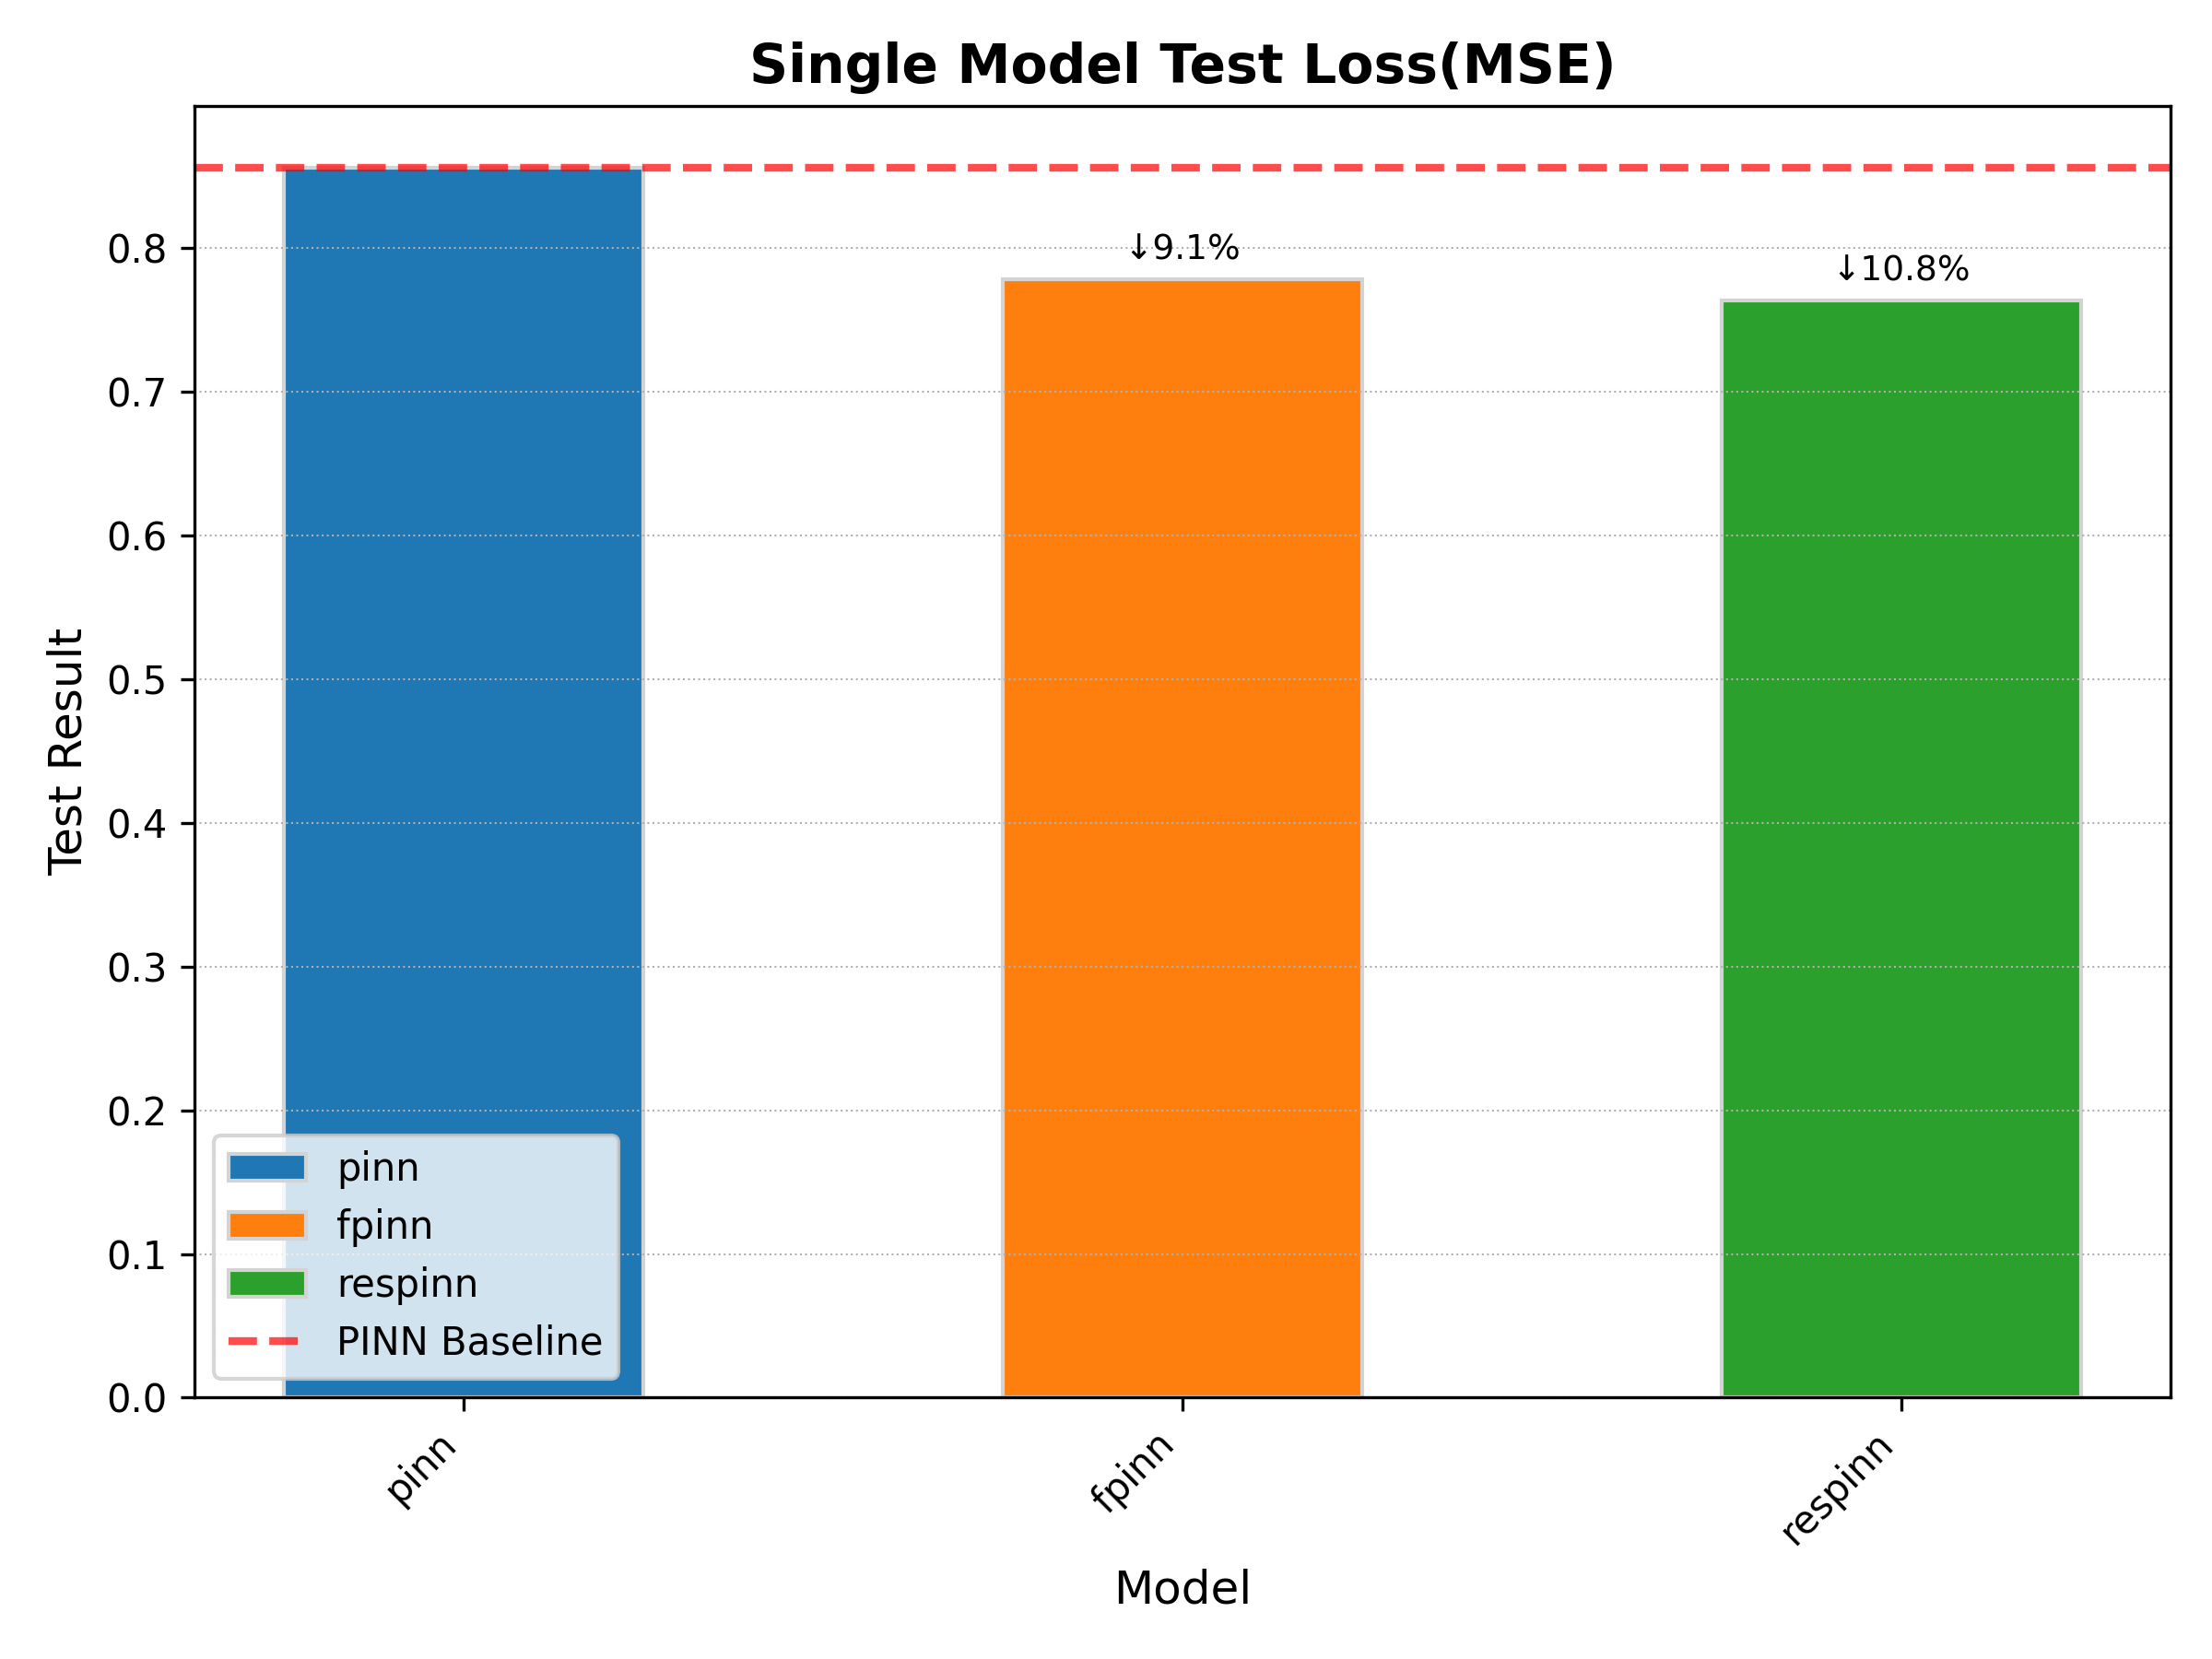 Single Model Test Loss(MSE)
Test Result
0.8
0.7
0.6
0.5
0.4
0.3
0.2
0.1
0.0
↓9.1%
↓10.8%
pinn
fpinn
respinn
PINN Baseline
pinn
fpinn
respinn
Model